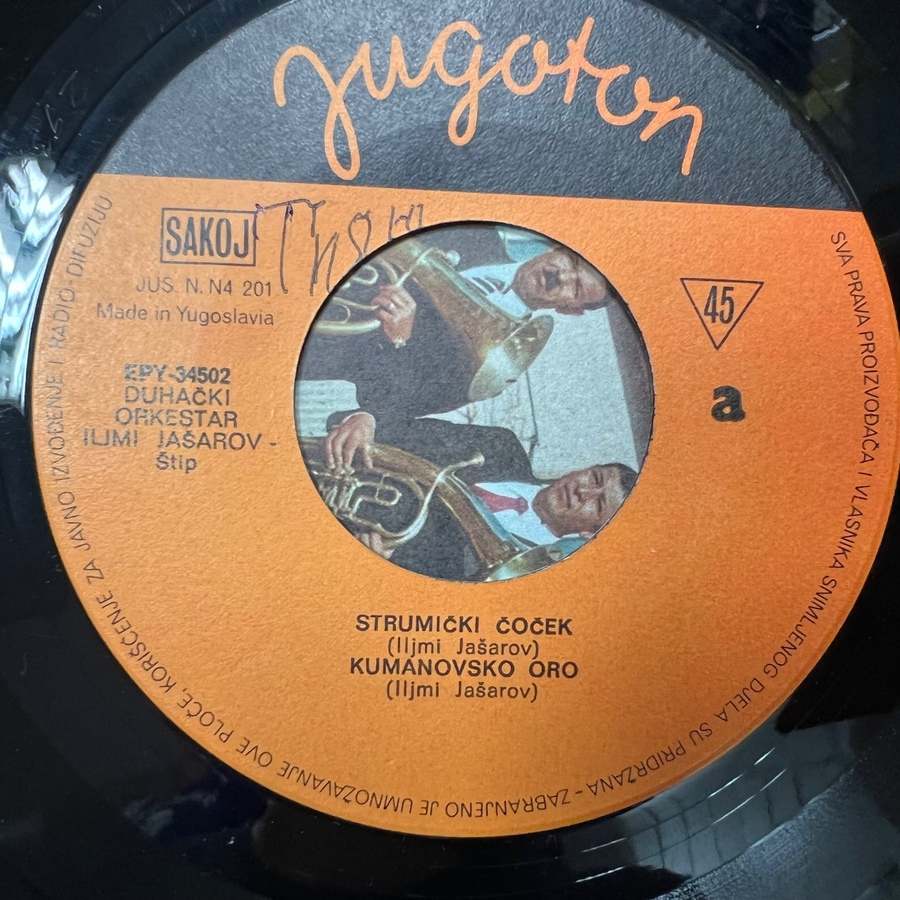 jugoton
SAKOJ
JUS. N. N4 201
Made in Yugoslavia
45
a
EPY-34502
DUHAČKI
ORKESTAR
ILJMI JAŠAROV -
Štip
STRUMIČKI ČOČEK
(Iljmi Jašarov)
KUMANOVSKO ORO
(Iljmi Jašarov)
SVA PRAVA PROIZVOĐAČA I VLASNIKA SNIMLJENOG DJELA SU PRIDRŽANA - ZABRANJENO JE UMNOŽAVANJE OVE PLOČE, KORIŠĆENJE ZA JAVNO IZVOĐENJE I RADIO-DIFUZIJU